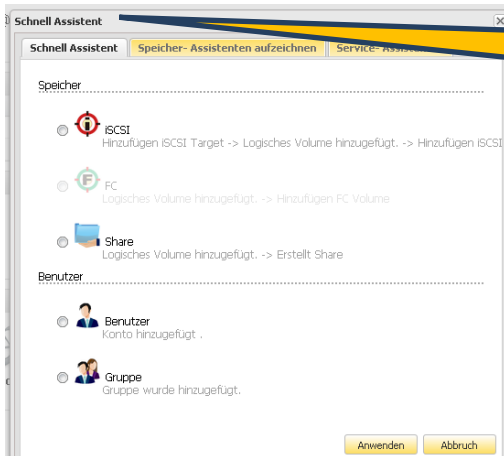 Schnell Assistent
Schnell Assistent Speicher- Assistenten aufzeichnen Service-
Speicher
iSCSI
Hinzufügen iSCSI Target -> Logisches Volume hinzugefügt. -> Hinzufügen iSCSI
FC
Logisches Volume hinzugefügt. -> Hinzufügen FC Volume
Share
Logisches Volume hinzugefügt. -> Erstellt Share
Benutzer
Benutzer
Konto hinzugefügt .
Gruppe
Gruppe wurde hinzugefügt.
Anwenden Abbruch